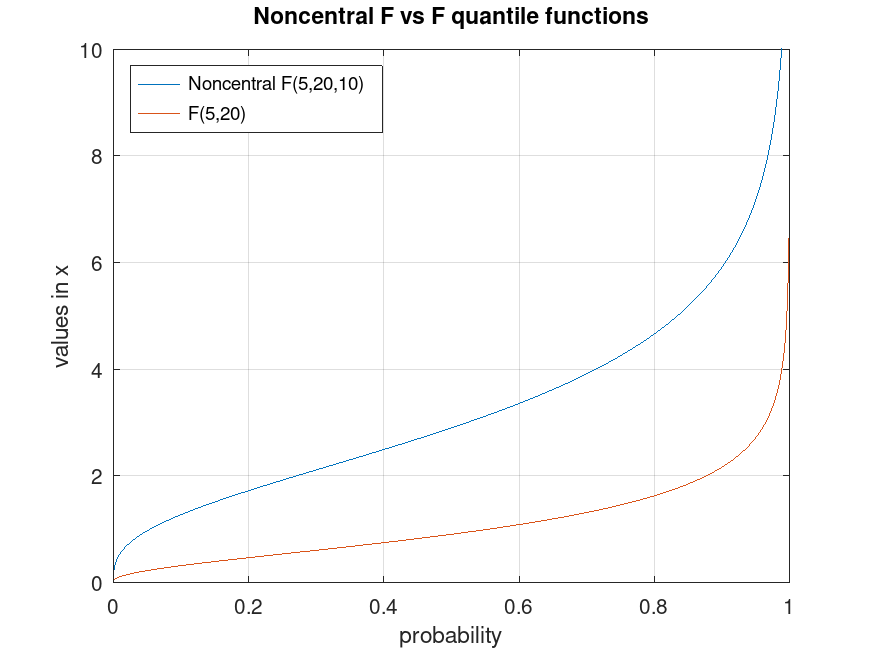 Noncentral F vs F quantile functions
10
Noncentral F(5,20,10)
F(5,20)
8
6
values in x
4
2
0
0 0.2 0.4 0.6 0.8 1
probability